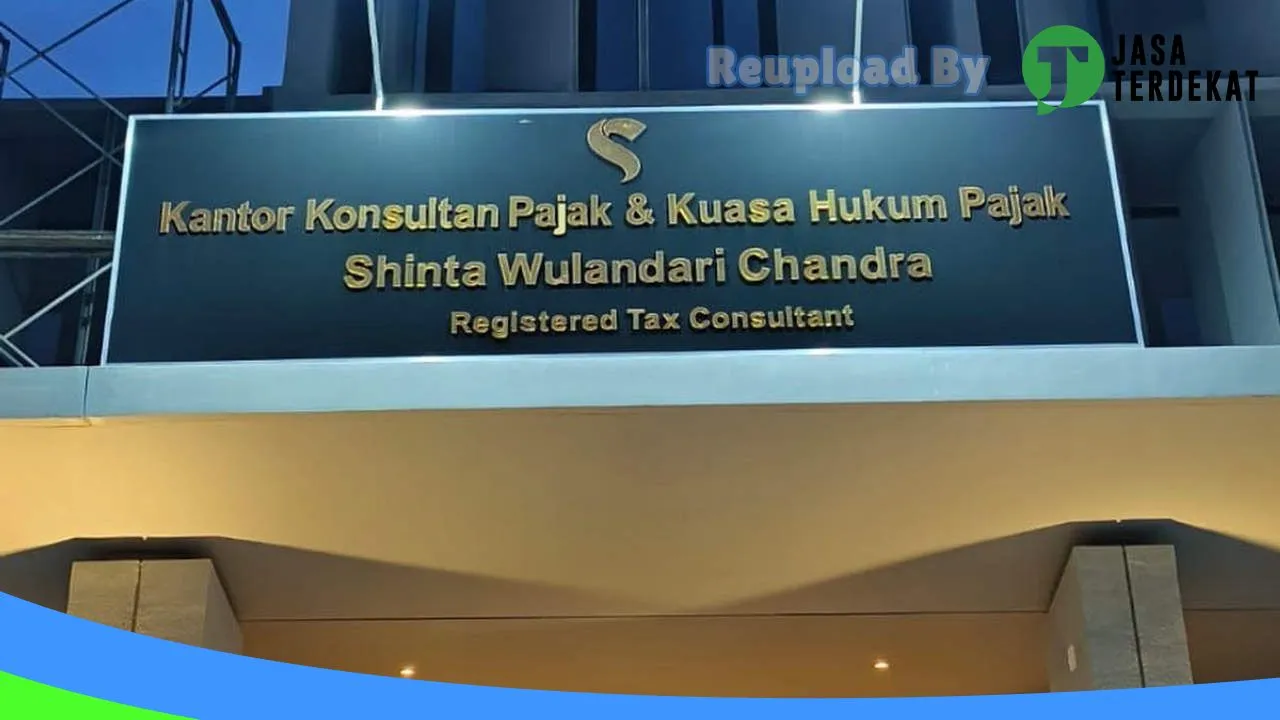 Reupload By
JASA
TERDEKAT
Kantor Konsultan Pajak & Kuasa Hukum Pajak
Shinta Wulandari Chandra
Registered Tax Consultant